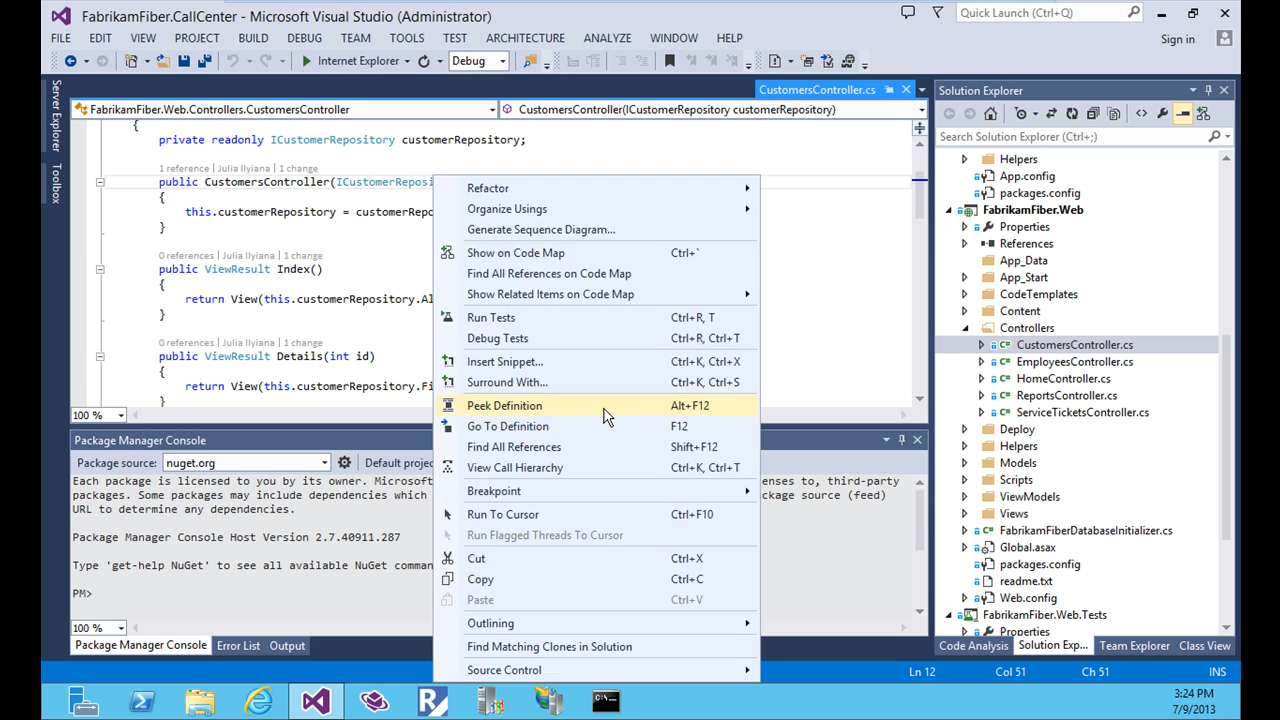 FabrikamFiber.CallCenter - Microsoft Visual Studio (Administrator)
Quick Launch (Ctrl+Q)
FILE EDIT VIEW PROJECT BUILD DEBUG TEAM TOOLS TEST ARCHITECTURE ANALYZE WINDOW HELP
Sign in
Internet Explorer
Debug
Server Explorer
Toolbox
CustomersController.cs
FabrikamFiber.Web.Controllers.CustomersController
CustomersController(ICustomerRepository customerRepository)
{
private readonly ICustomerRepository customerRepository;
1 reference | Julia Ilyiana | 1 change
public CustomersController(ICustomerReposi
{
this.customerRepository = customerRepo
}
0 references | Julia Ilyiana | 1 change
public ViewResult Index()
{
return View(this.customerRepository.Al
}
0 references | Julia Ilyiana | 1 change
public ViewResult Details(int id)
{
return View(this.customerRepository.Fi
}
100 %
Refactor
Organize Usings
Generate Sequence Diagram...
Show on Code Map Ctrl+`
Find All References on Code Map
Show Related Items on Code Map
Run Tests Ctrl+R, T
Debug Tests Ctrl+R, Ctrl+T
Insert Snippet... Ctrl+K, Ctrl+X
Surround With... Ctrl+K, Ctrl+S
Peek Definition Alt+F12
Go To Definition F12
Find All References Shift+F12
View Call Hierarchy Ctrl+K, Ctrl+T
Breakpoint
Run To Cursor Ctrl+F10
Run Flagged Threads To Cursor
Cut Ctrl+X
Copy Ctrl+C
Paste Ctrl+V
Outlining
Find Matching Clones in Solution
Source Control
Package Manager Console
Package source: nuget.org Default projec
Each package is licensed to you by its owner. Microsof enses to, third-party
packages. Some packages may include dependencies which package source (feed)
URL to determine any dependencies.
Package Manager Console Host Version 2.7.40911.287
Type 'get-help NuGet' to see all available NuGet comman
PM>
100 %
Package Manager Console Error List Output
Solution Explorer
Search Solution Explorer (Ctrl+;)
Helpers
App.config
packages.config
FabrikamFiber.Web
Properties
References
App_Data
App_Start
CodeTemplates
Content
Controllers
CustomersController.cs
EmployeesController.cs
HomeController.cs
ReportsController.cs
ServiceTicketsController.cs
Deploy
Helpers
Models
Scripts
ViewModels
Views
FabrikamFiberDatabaseInitializer.cs
Global.asax
packages.config
readme.txt
Web.config
FabrikamFiber.Web.Tests
Properties
Code Analysis Solution Exp... Team Explorer Class View
Ln 12 Col 51 Ch 51 INS
3:24 PM
7/9/2013